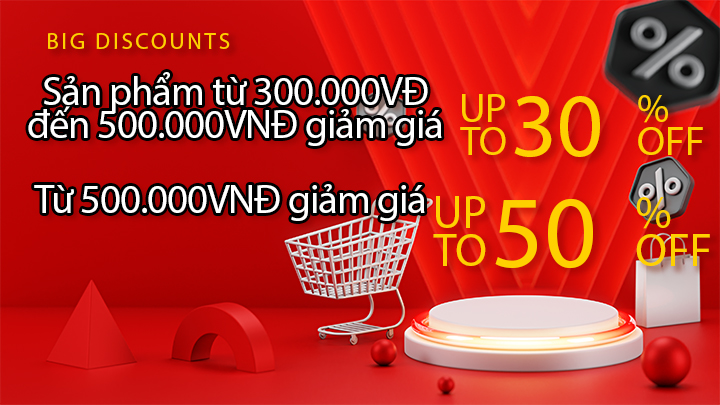 BIG DISCOUNTS
Sản phẩm từ 300.000VĐ
đến 500.000VNĐ giảm giá
UP TO 30 % OFF
Từ 500.000VNĐ giảm giá
UP TO 50 % OFF